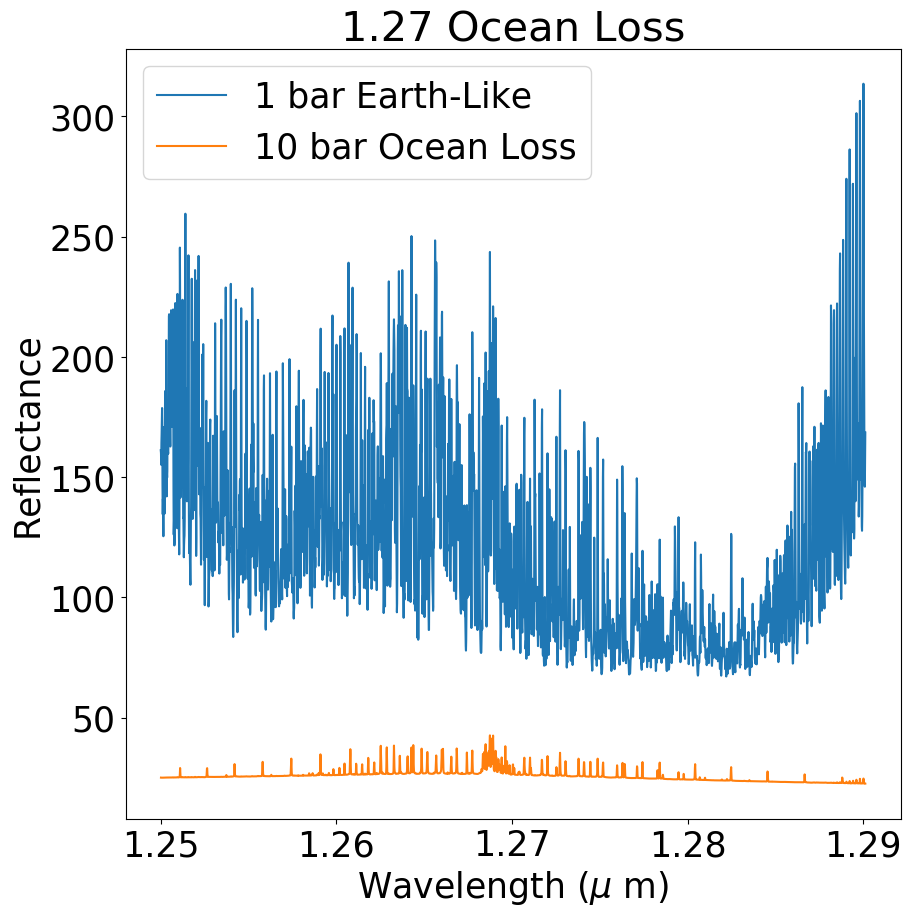 1.27 Ocean Loss
1 bar Earth-Like
10 bar Ocean Loss
Reflectance
300
250
200
150
100
50
1.25 1.26 1.27 1.28 1.29
Wavelength (μ m)